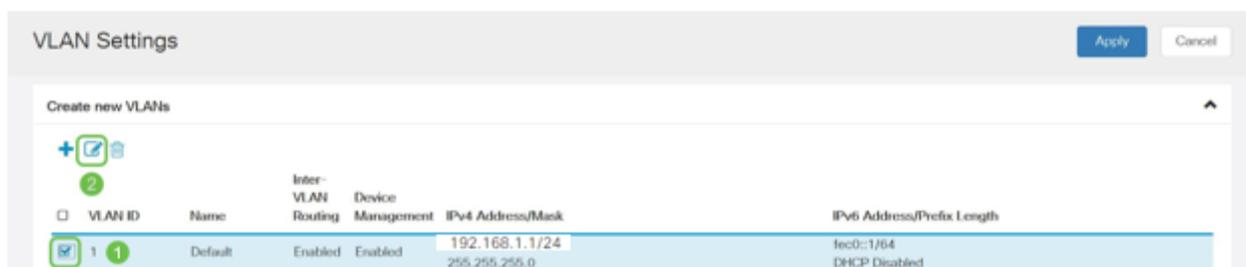 VLAN Settings
Apply
Cancel
Create new VLANs
2
Inter-
VLAN Device
VLAN ID Name Routing Management IPv4 Address/Mask IPv6 Address/Prefix Length
1 1 Default Enabled Enabled 192.168.1.1/24 fec0::1/64
255.255.255.0 DHCP Disabled